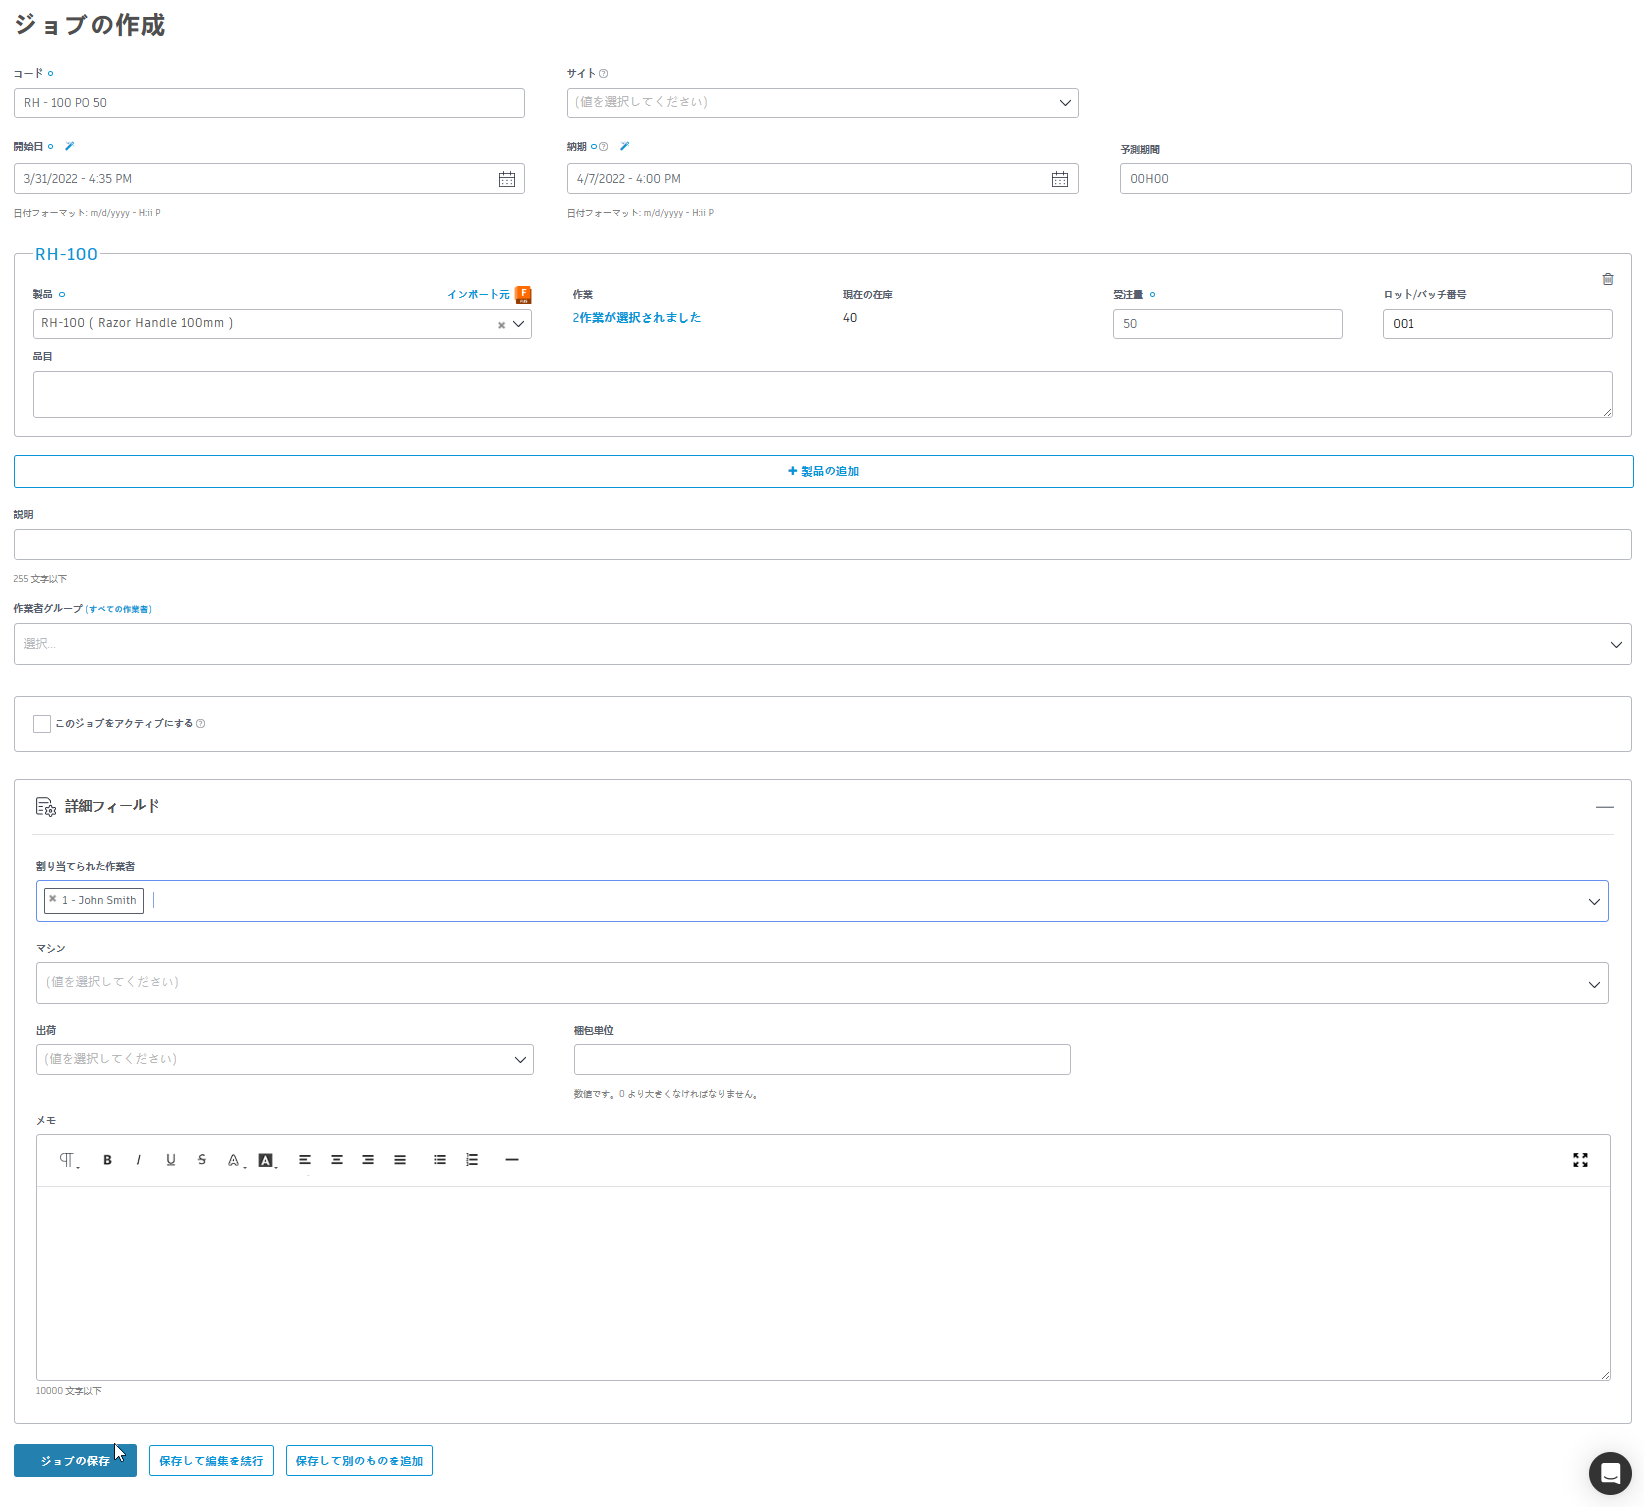 ジョブの作成
コード
サイト
RH - 100 PO 50
(値を選択してください)
開始日
納期
予測期間
3/31/2022 - 4:35 PM
4/7/2022 - 4:00 PM
00H00
日付フォーマット: m/d/yyyy - H:ii P
日付フォーマット: m/d/yyyy - H:ii P
RH-100
製品
インポート元
作業
現在の在庫
受注量
ロット/バッチ番号
RH-100 ( Razor Handle 100mm )
2作業が選択されました
40
50
001
品目
製品の追加
説明
255 文字以下
作業者グループ (すべての作業者)
選択...
このジョブをアクティブにする
詳細フィールド
割り当てられた作業者
1 - John Smith
マシン
(値を選択してください)
出荷
梱包単位
(値を選択してください)
数値です。0 より大きくなければなりません。
メモ
B I U S A A
10000 文字以下
ジョブの保存
保存して編集を続行
保存して別のものを追加